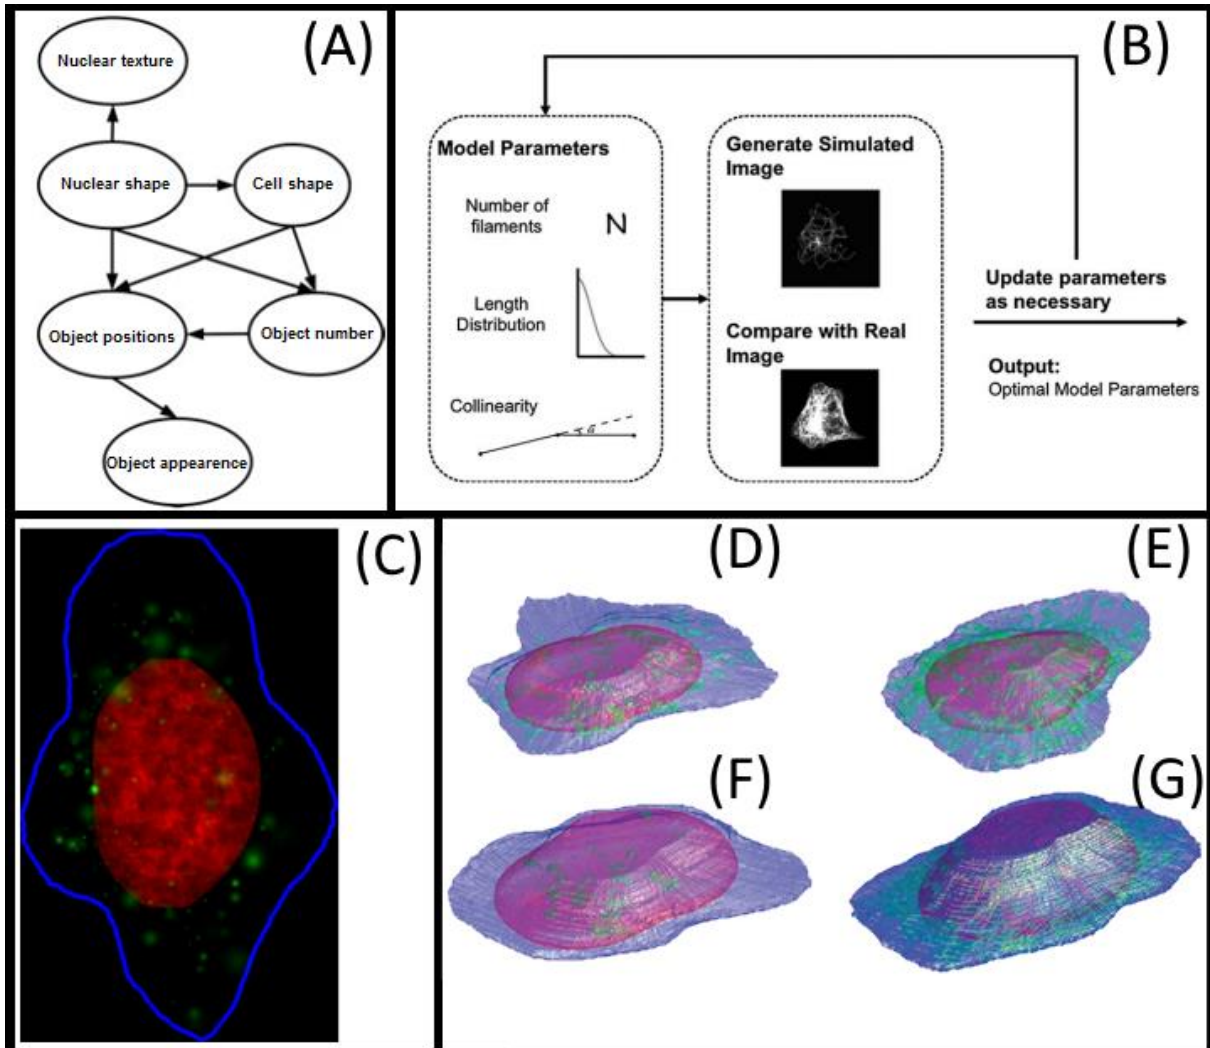 (A)
Nuclear texture
Nuclear shape
Cell shape
Object positions
Object number
Object appearence
(B)
Model Parameters
Number of
filaments
N
Length
Distribution
Collinearity
Generate Simulated
Image
Compare with Real
Image
Update parameters
as necessary
Output:
Optimal Model Parameters
(C)
(D)
(E)
(F)
(G)